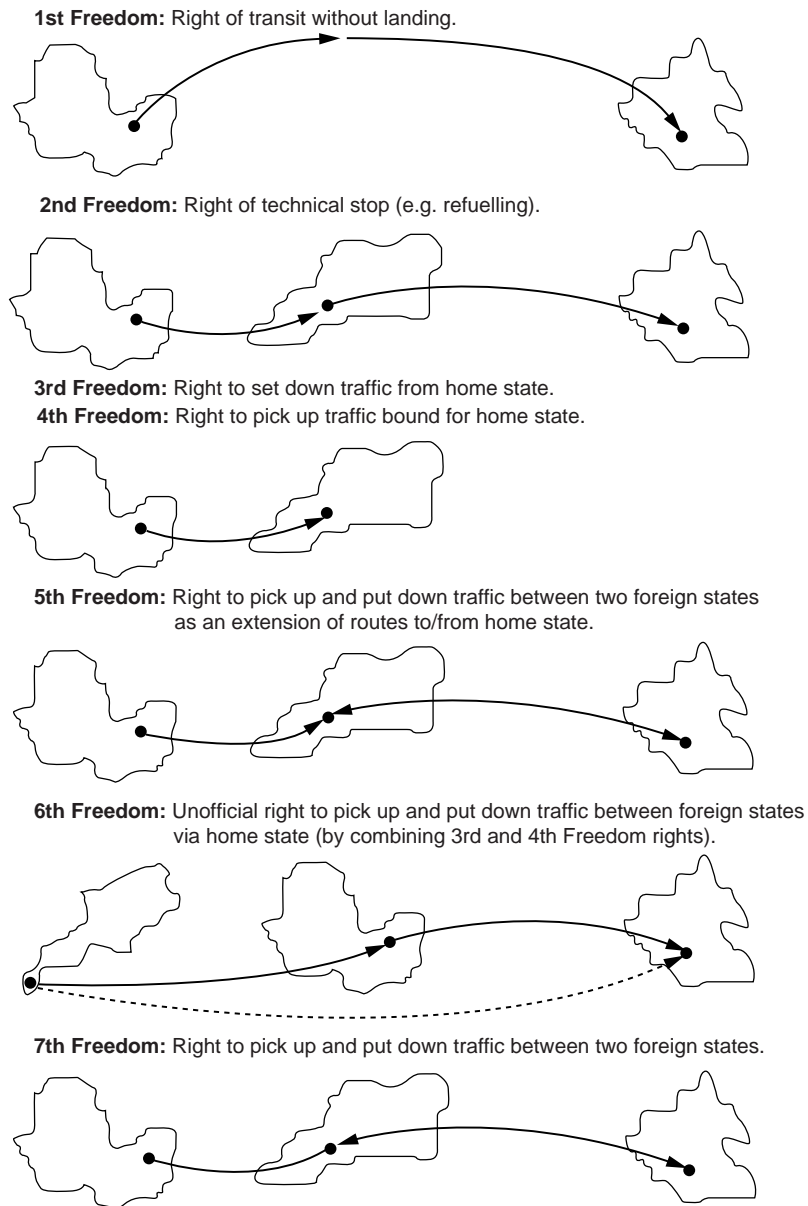 1st Freedom: Right of transit without landing.
2nd Freedom: Right of technical stop (e.g. refuelling).
3rd Freedom: Right to set down traffic from home state.
4th Freedom: Right to pick up traffic bound for home state.
5th Freedom: Right to pick up and put down traffic between two foreign states
as an extension of routes to/from home state.
6th Freedom: Unofficial right to pick up and put down traffic between foreign states
via home state (by combining 3rd and 4th Freedom rights).
7th Freedom: Right to pick up and put down traffic between two foreign states.